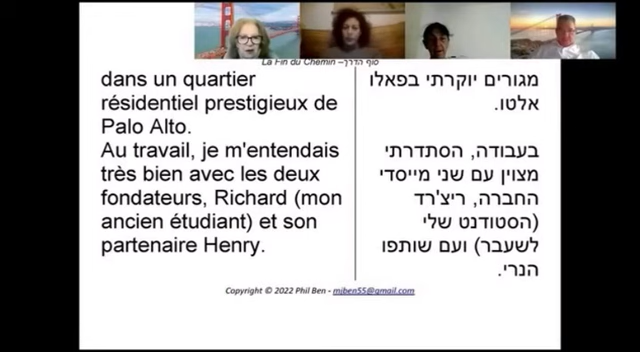 La Fin du Chemin – סוף הדרך
dans un quartier
résidentiel prestigieux de
Palo Alto.
Au travail, je m'entendais
très bien avec les deux
fondateurs, Richard (mon
ancien étudiant) et son
partenaire Henry.
מגורים יוקרתי בפאלו
אלטו.
בעבודה, הסתדרתי
מצוין עם שני מייסדי
החברה, ריצ'רד
(הסטודנט שלי
לשעבר) ועם שותפו
הנרי.
Copyright © 2022 Phil Ben - mjben55@gmail.com